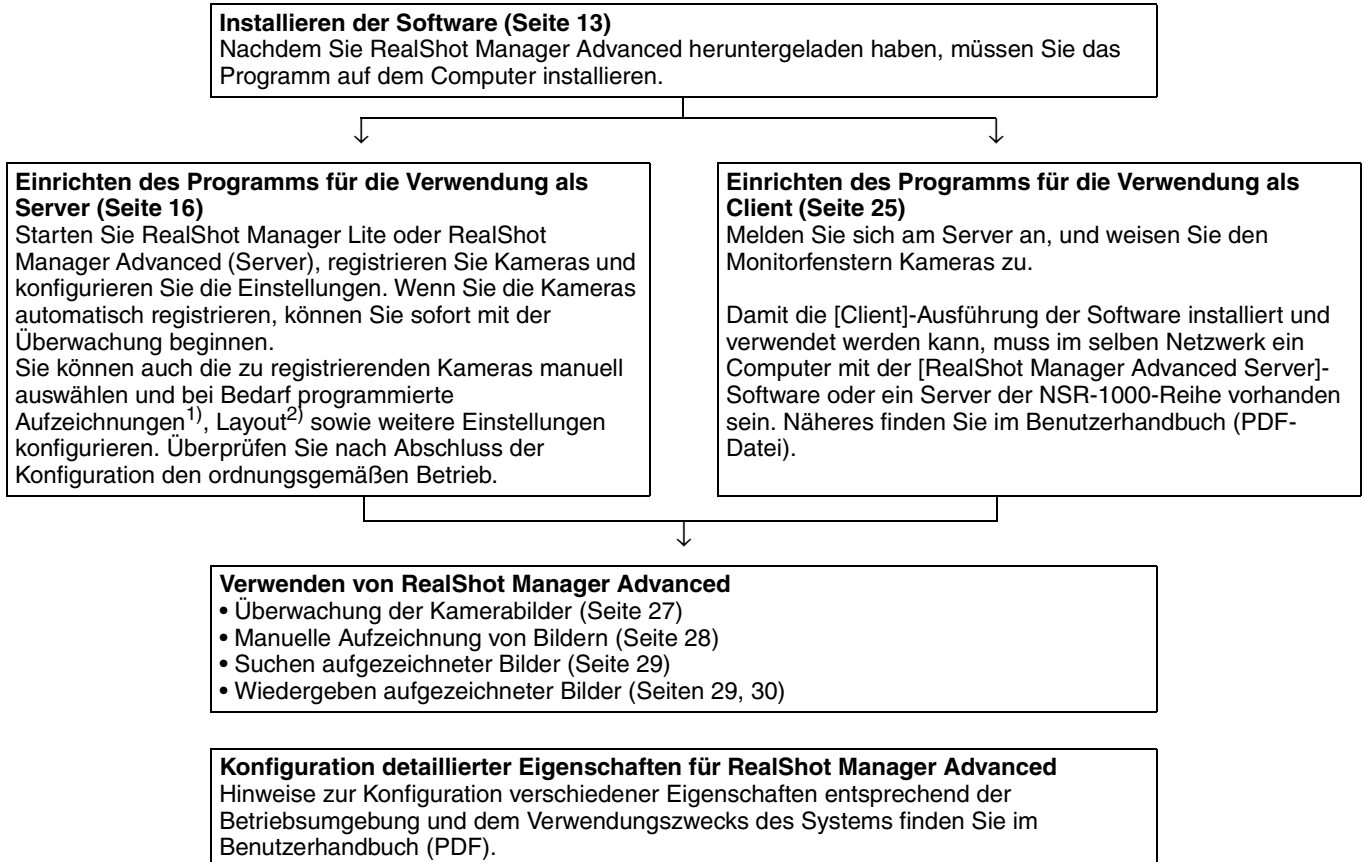 Installieren der Software (Seite 13)
Nachdem Sie RealShot Manager Advanced heruntergeladen haben, müssen Sie das
Programm auf dem Computer installieren.
Einrichten des Programms für die Verwendung als
Server (Seite 16)
Starten Sie RealShot Manager Lite oder RealShot
Manager Advanced (Server), registrieren Sie Kameras und
konfigurieren Sie die Einstellungen. Wenn Sie die Kameras
automatisch registrieren, können Sie sofort mit der
Überwachung beginnen.
Sie können auch die zu registrierenden Kameras manuell
auswählen und bei Bedarf programmierte
Aufzeichnungen1), Layout2) sowie weitere Einstellungen
konfigurieren. Überprüfen Sie nach Abschluss der
Konfiguration den ordnungsgemäßen Betrieb.
Einrichten des Programms für die Verwendung als
Client (Seite 25)
Melden Sie sich am Server an, und weisen Sie den
Monitorfenstern Kameras zu.
Damit die [Client]-Ausführung der Software installiert und
verwendet werden kann, muss im selben Netzwerk ein
Computer mit der [RealShot Manager Advanced Server]-
Software oder ein Server der NSR-1000-Reihe vorhanden
sein. Näheres finden Sie im Benutzerhandbuch (PDF-
Datei).
Verwenden von RealShot Manager Advanced
• Überwachung der Kamerabilder (Seite 27)
• Manuelle Aufzeichnung von Bildern (Seite 28)
• Suchen aufgezeichneter Bilder (Seite 29)
• Wiedergeben aufgezeichneter Bilder (Seiten 29, 30)
Konfiguration detaillierter Eigenschaften für RealShot Manager Advanced
Hinweise zur Konfiguration verschiedener Eigenschaften entsprechend der
Betriebsumgebung und dem Verwendungszwecks des Systems finden Sie im
Benutzerhandbuch (PDF).